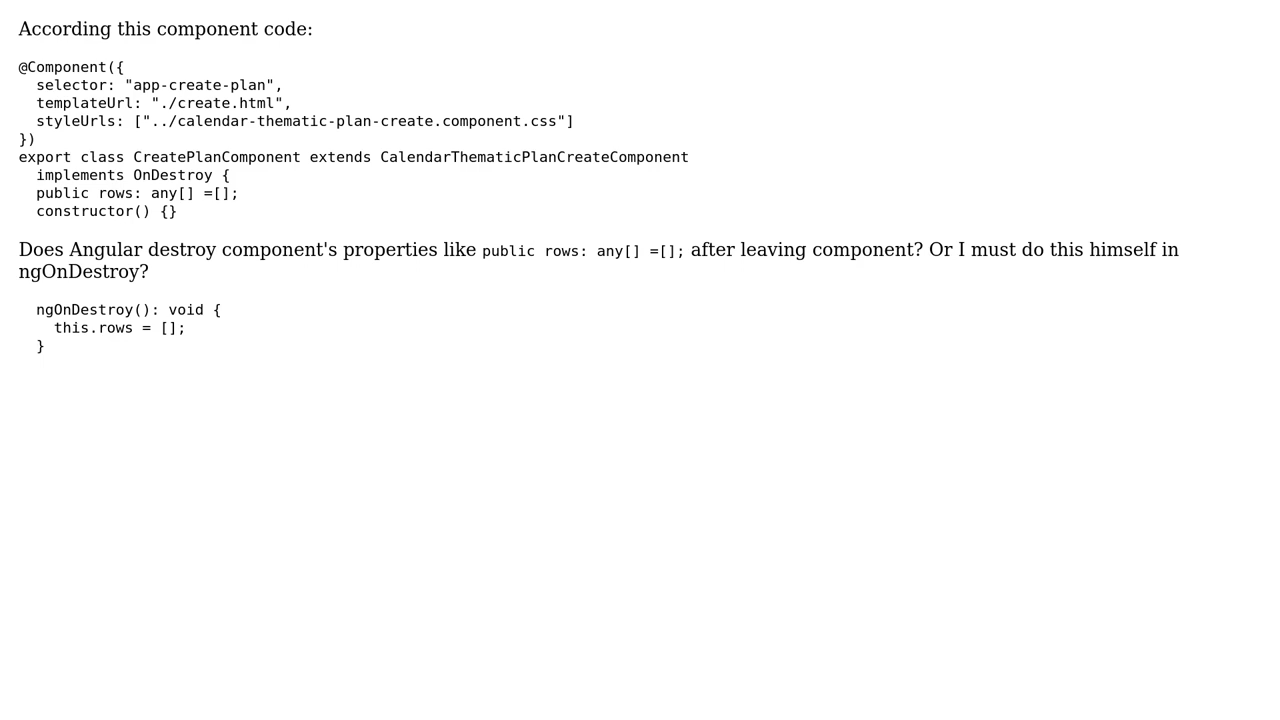 According this component code:
@Component({
  selector: "app-create-plan",
  templateUrl: "./create.html",
  styleUrls: ["../calendar-thematic-plan-create.component.css"]
})
export class CreatePlanComponent extends CalendarThematicPlanCreateComponent
  implements OnDestroy {
  public rows: any[] =[];
  constructor() {}
Does Angular destroy component's properties like public rows: any[] =[]; after leaving component? Or I must do this himself in
ngOnDestroy?
  ngOnDestroy(): void {
    this.rows = [];
  }